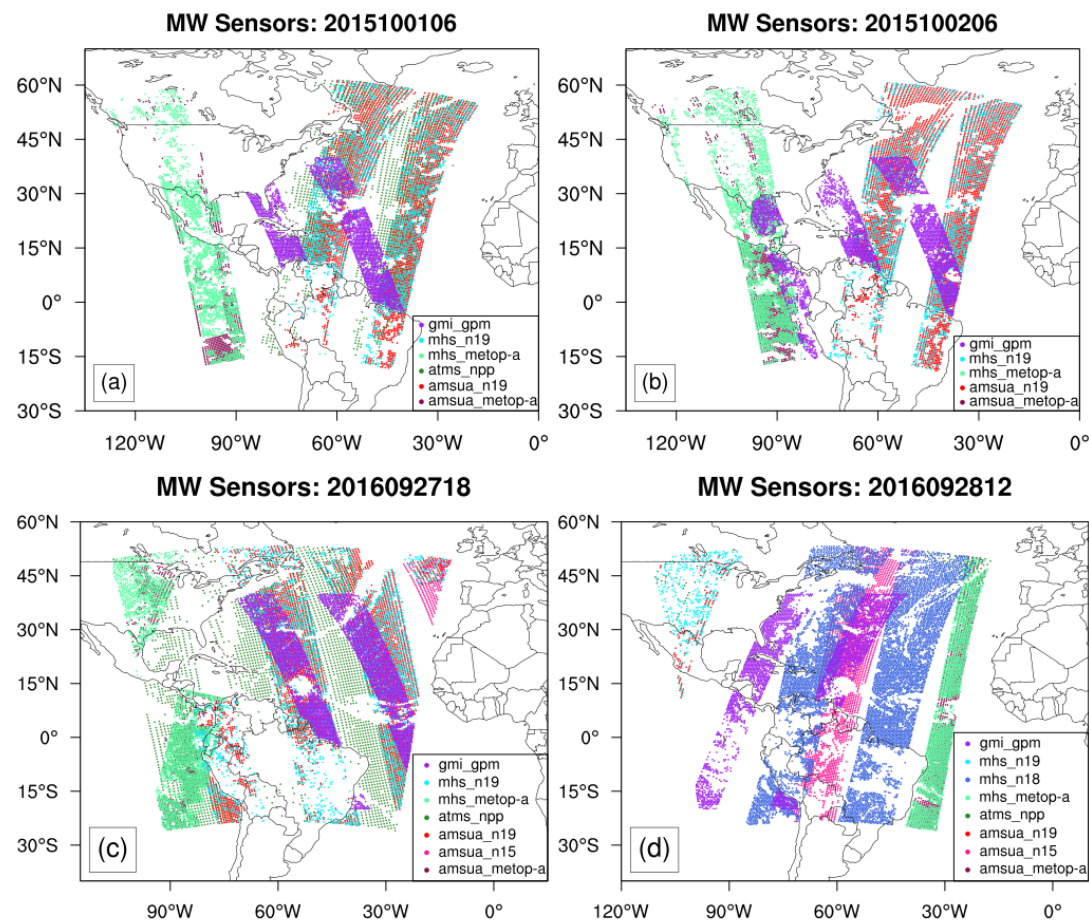 MW Sensors: 2015100106
60°N
45°N
30°N
15°N
0°
15°S
30°S
120°W
90°W
60°W
30°W
0°
gmi_gpm
mhs_n19
mhs_metop-a
atms_npp
amsua_n19
amsua_metop-a
(a)
MW Sensors: 2015100206
60°N
45°N
30°N
15°N
0°
15°S
30°S
120°W
90°W
60°W
30°W
0°
gmi_gpm
mhs_n19
mhs_metop-a
amsua_n19
amsua_metop-a
(b)
MW Sensors: 2016092718
60°N
45°N
30°N
15°N
0°
15°S
30°S
90°W
60°W
30°W
0°
gmi_gpm
mhs_n19
mhs_metop-a
atms_npp
amsua_n19
amsua_n15
amsua_metop-a
(c)
MW Sensors: 2016092812
60°N
45°N
30°N
15°N
0°
15°S
30°S
120°W
90°W
60°W
30°W
0°
gmi_gpm
mhs_n19
mhs_n18
mhs_metop-a
atms_npp
amsua_n19
amsua_n15
amsua_metop-a
(d)